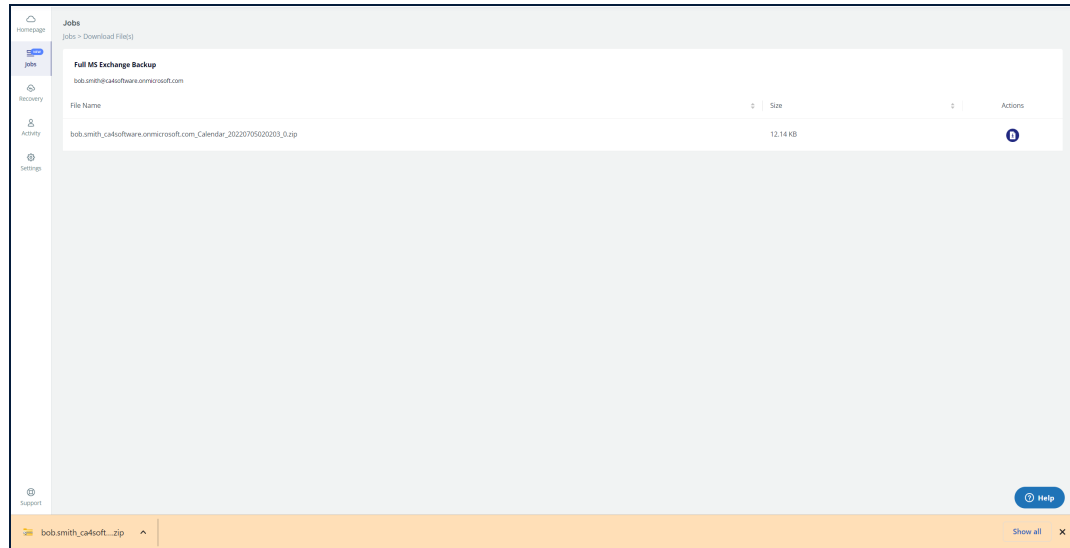 Homepage
Jobs
Recovery
Activity
Settings
Support
Jobs
Jobs > Download File(s)
Full MS Exchange Backup
bob.smith@ca4software.onmicrosoft.com
File Name Size Actions
bob.smith_ca4software.onmicrosoft.com_Calendar_20220705020203_0.zip 12.14 KB
Help
bob.smith_ca4soft....zip Show all